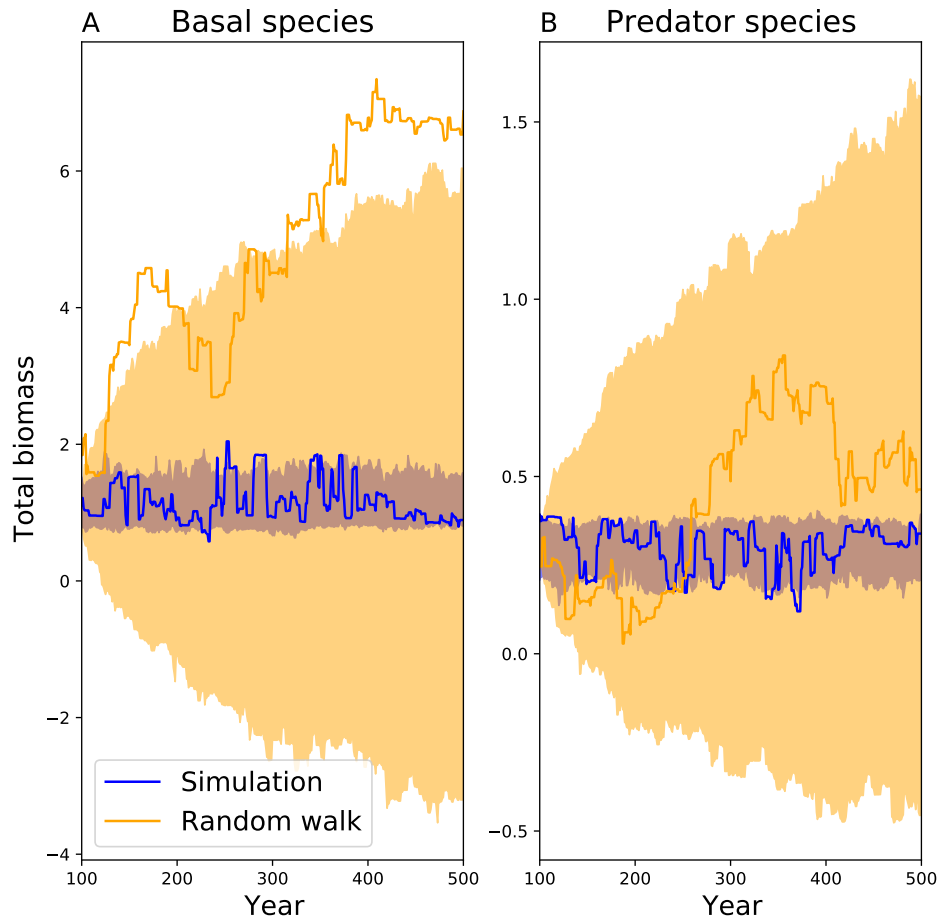 A Basal species
B Predator species
Total biomass
6
4
2
0
−2
−4
1.5
1.0
0.5
0.0
−0.5
Simulation
Random walk
100 200 300 400 500
100 200 300 400 500
Year
Year